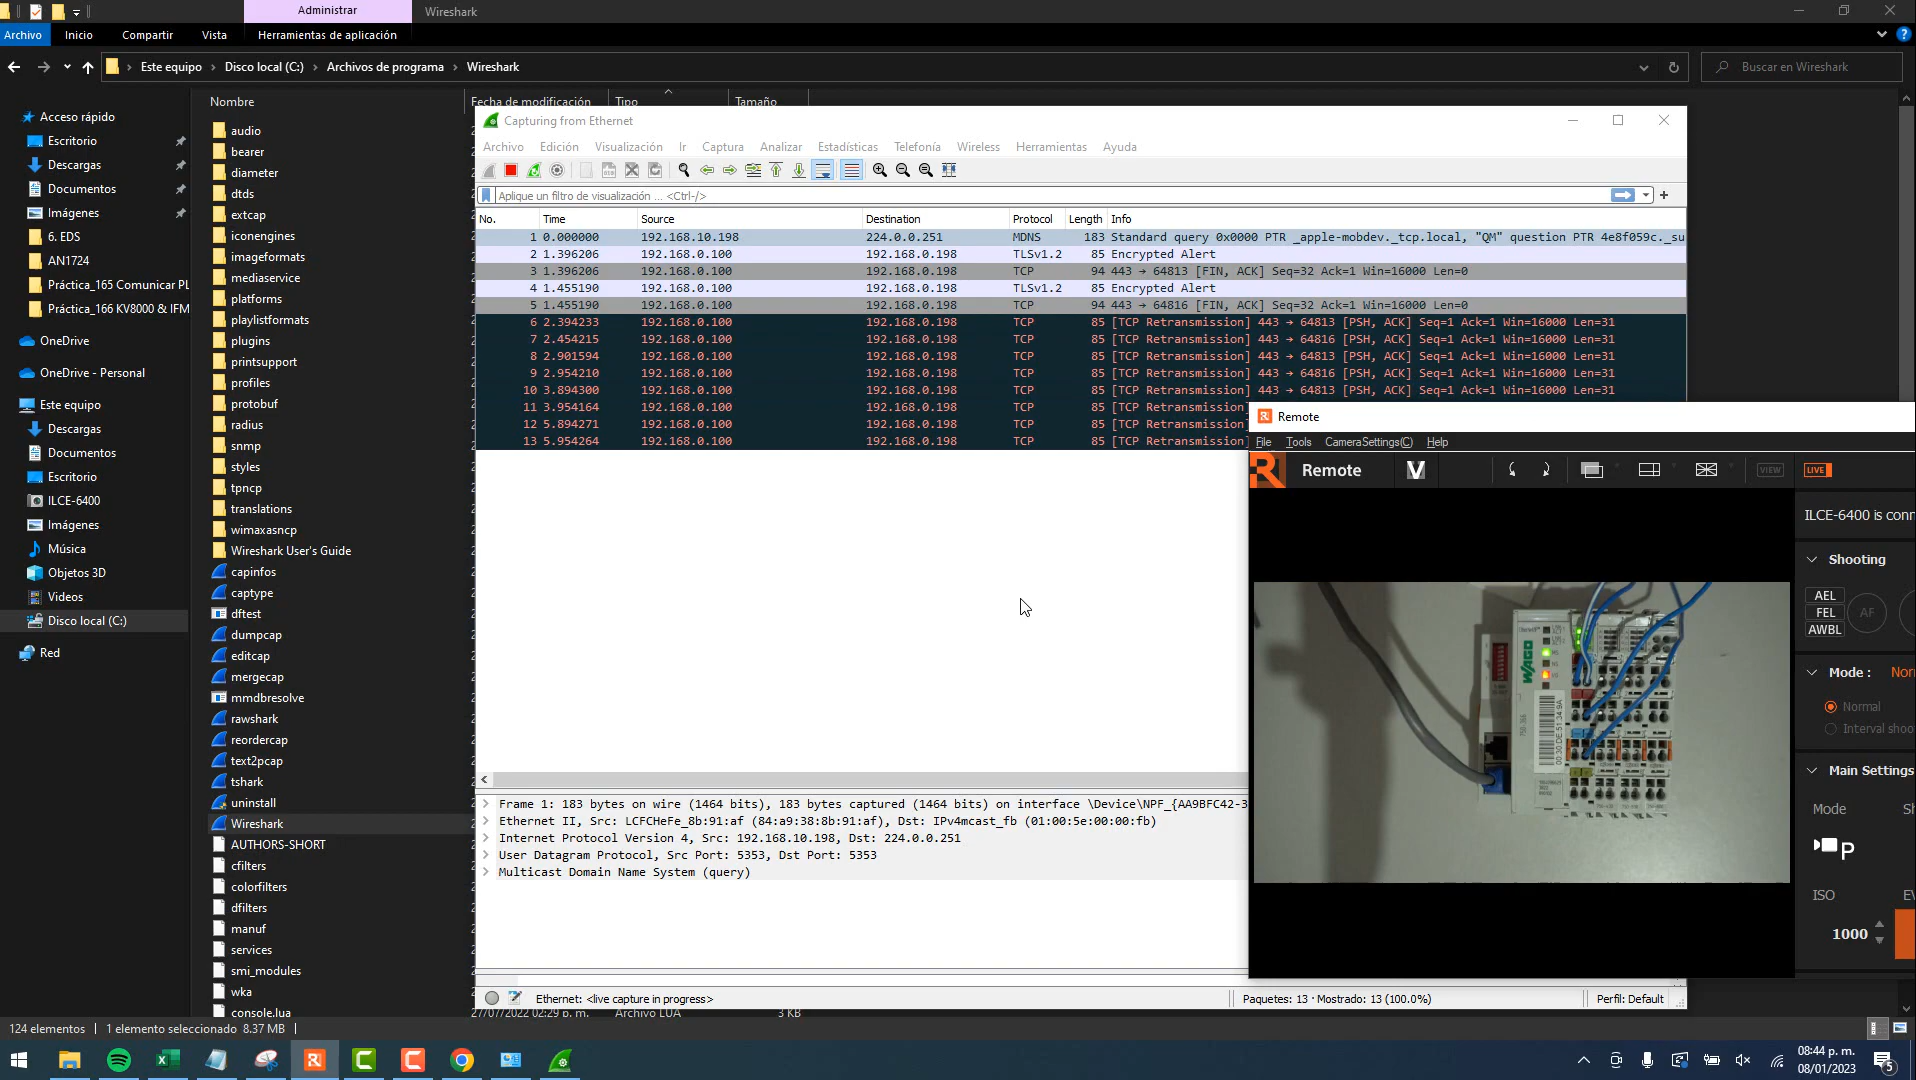 Administrar
Wireshark
Archivo
Inicio
Compartir
Vista
Herramientas de aplicación
Este equipo
Disco local (C:)
Archivos de programa
Wireshark
Buscar en Wireshark
Acceso rápido
Escritorio
Descargas
Documentos
Imágenes
6. EDS
AN1724
Práctica_165 Comunicar PL
Práctica_166 KV8000 & IFM
OneDrive
OneDrive - Personal
Este equipo
Descargas
Documentos
Escritorio
ILCE-6400
Imágenes
Música
Objetos 3D
Videos
Disco local (C:)
Red
Nombre
Fecha de modificación
Tipo
Tamaño
audio
bearer
diameter
dtds
extcap
iconengines
imageformats
mediaservice
platforms
playlistformats
plugins
printsupport
profiles
protobuf
radius
snmp
styles
tpncp
translations
wimaxasncp
Wireshark User's Guide
capinfos
captype
dftest
dumpcap
editcap
mergecap
mmdbresolve
rawshark
reordercap
text2pcap
tshark
uninstall
Wireshark
AUTHORS-SHORT
cfilters
colorfilters
dfilters
manuf
services
smi_modules
wka
console.lua
27/07/2022 02:29 p. m.
Archivo LUA
3 KB
Capturing from Ethernet
Archivo Edición Visualización Ir Captura Analizar Estadísticas Telefonía Wireless Herramientas Ayuda
Aplique un filtro de visualización ... <Ctrl-/>
No. Time Source Destination Protocol Length Info
1 0.000000 192.168.10.198 224.0.0.251 MDNS 183 Standard query 0x0000 PTR _apple-mobdev._tcp.local, "QM" question PTR 4e8f059c._su
2 1.396206 192.168.0.100 192.168.0.198 TLSv1.2 85 Encrypted Alert
3 1.396206 192.168.0.100 192.168.0.198 TCP 94 443 → 64813 [FIN, ACK] Seq=32 Ack=1 Win=16000 Len=0
4 1.455190 192.168.0.100 192.168.0.198 TLSv1.2 85 Encrypted Alert
5 1.455190 192.168.0.100 192.168.0.198 TCP 94 443 → 64816 [FIN, ACK] Seq=32 Ack=1 Win=16000 Len=0
6 2.394233 192.168.0.100 192.168.0.198 TCP 85 [TCP Retransmission] 443 → 64813 [PSH, ACK] Seq=1 Ack=1 Win=16000 Len=31
7 2.454215 192.168.0.100 192.168.0.198 TCP 85 [TCP Retransmission] 443 → 64816 [PSH, ACK] Seq=1 Ack=1 Win=16000 Len=31
8 2.901594 192.168.0.100 192.168.0.198 TCP 85 [TCP Retransmission] 443 → 64813 [PSH, ACK] Seq=1 Ack=1 Win=16000 Len=31
9 2.954210 192.168.0.100 192.168.0.198 TCP 85 [TCP Retransmission] 443 → 64816 [PSH, ACK] Seq=1 Ack=1 Win=16000 Len=31
10 3.894300 192.168.0.100 192.168.0.198 TCP 85 [TCP Retransmission] 443 → 64813 [PSH, ACK] Seq=1 Ack=1 Win=16000 Len=31
11 3.954164 192.168.0.100 192.168.0.198 TCP 85 [TCP Retransmission]
12 5.894271 192.168.0.100 192.168.0.198 TCP 85 [TCP Retransmission]
13 5.954264 192.168.0.100 192.168.0.198 TCP 85 [TCP Retransmission]
Frame 1: 183 bytes on wire (1464 bits), 183 bytes captured (1464 bits) on interface \Device\NPF_{AA9BFC42-3
Ethernet II, Src: LCFCHeFe_8b:91:af (84:a9:38:8b:91:af), Dst: IPv4mcast_fb (01:00:5e:00:00:fb)
Internet Protocol Version 4, Src: 192.168.10.198, Dst: 224.0.0.251
User Datagram Protocol, Src Port: 5353, Dst Port: 5353
Multicast Domain Name System (query)
Ethernet: <live capture in progress>
Paquetes: 13 · Mostrado: 13 (100.0%)
Perfil: Default
Remote
File Tools CameraSettings(C) Help
Remote
V
VIEW
LIVE
ILCE-6400 is conn
Shooting
AEL
FEL
AWBL
AF
Mode :
Nor
Normal
Interval shoo
Main Settings
Mode
Sh
P
ISO
EV
1000
WAGO
750-366
00:30:DE:51:34:9A
124 elementos
1 elemento seleccionado 8.37 MB
08:44 p. m.
08/01/2023
5